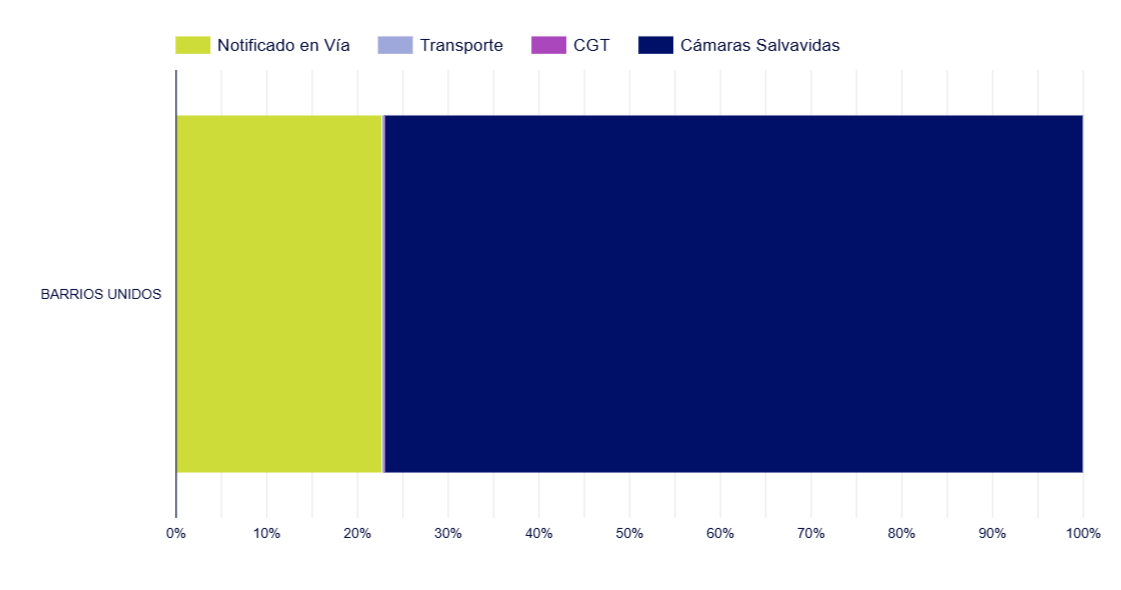 Notificado en Vía Transporte CGT Cámaras Salvavidas
BARRIOS UNIDOS
0% 10% 20% 30% 40% 50% 60% 70% 80% 90% 100%